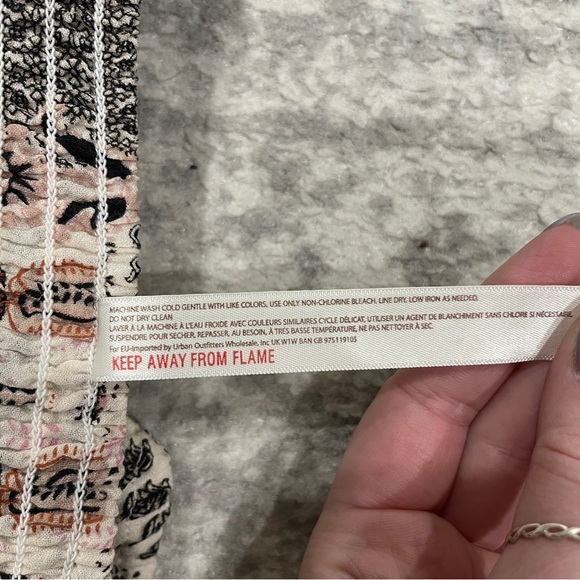 MACHINE WASH COLD GENTLE WITH LIKE COLORS, USE ONLY NON-CHLORINE BLEACH. LINE DRY, LOW IRON AS NEEDED.
DO NOT DRY CLEAN
LAVER À LA MACHINE À L'EAU FROIDE AVEC COULEURS SIMILAIRES CYCLE DÉLICAT, UTILISER UN AGENT DE BLANCHIMENT SANS CHLORE SI NÉCESSAIRE.
SUSPENDRE POUR SÉCHER, REPASSER, AU BESOIN, À TRÈS BASSE TEMPÉRATURE, NE PAS NETTOYER À SEC.
For EU-imported by Urban Outfitters Wholesale, Inc UK W1W BAN GB 975119105
KEEP AWAY FROM FLAME